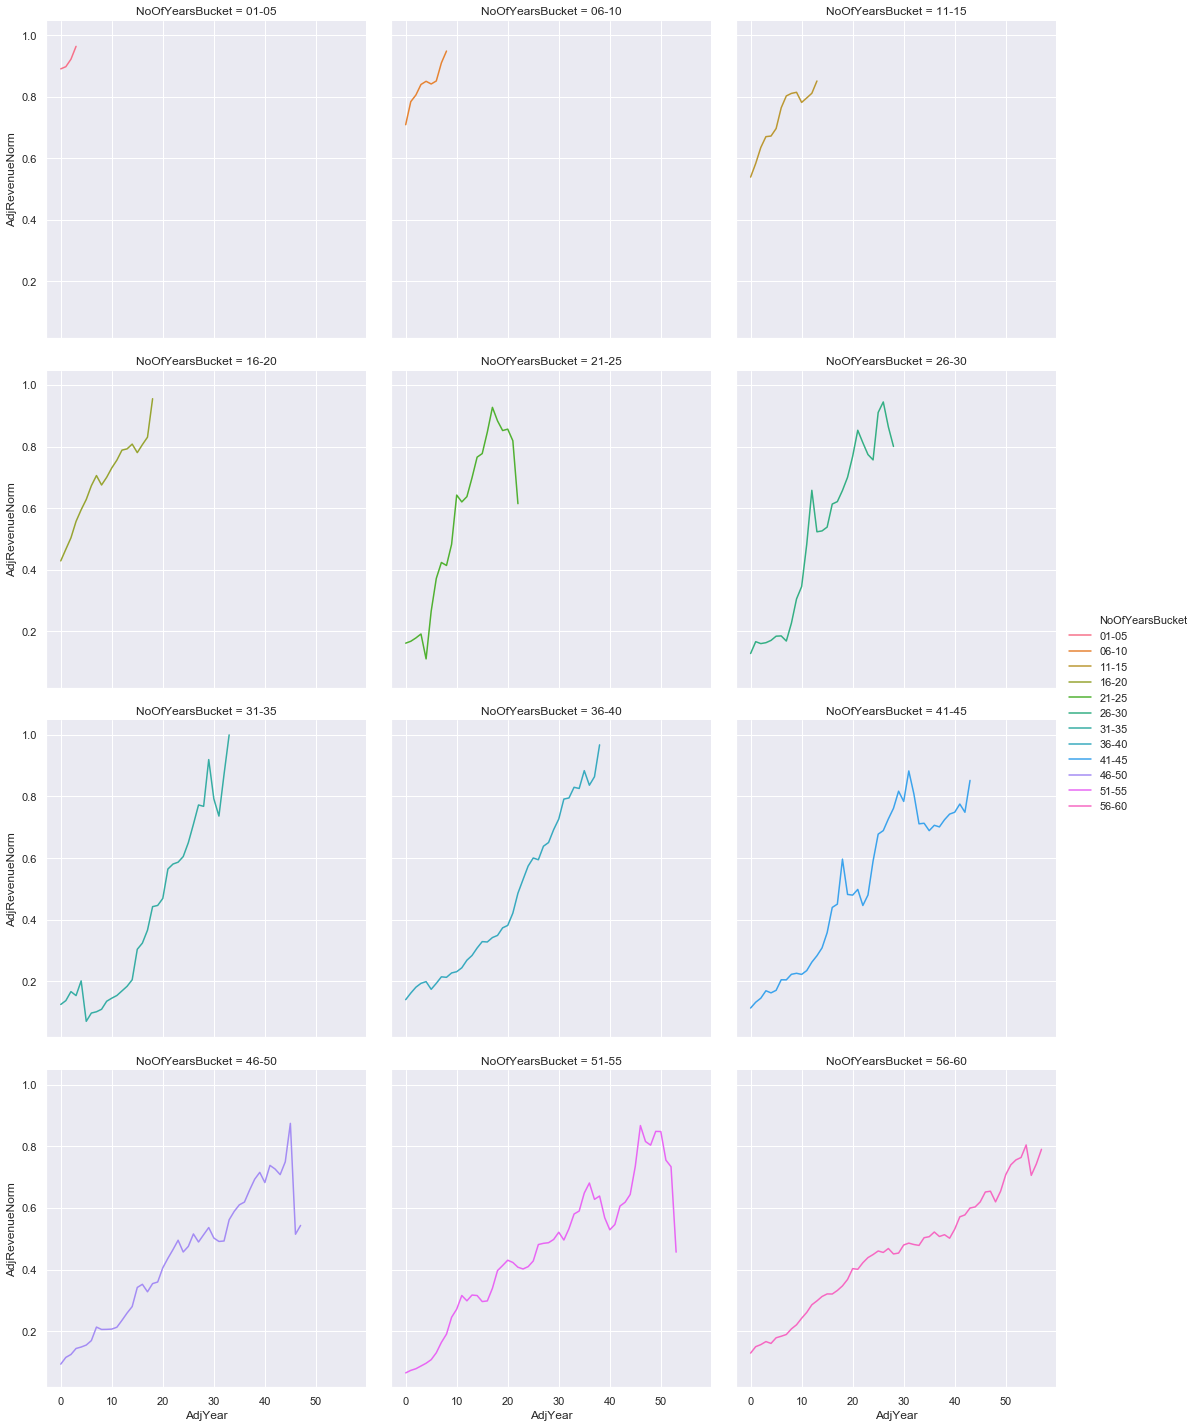 NoOfYearsBucket = 01-05
NoOfYearsBucket = 06-10
NoOfYearsBucket = 11-15
1.0
0.8
0.6
0.4
0.2
AdjRevenueNorm
NoOfYearsBucket = 16-20
NoOfYearsBucket = 21-25
NoOfYearsBucket = 26-30
1.0
0.8
0.6
0.4
0.2
AdjRevenueNorm
NoOfYearsBucket
01-05
06-10
11-15
16-20
21-25
26-30
31-35
36-40
41-45
46-50
51-55
56-60
NoOfYearsBucket = 31-35
NoOfYearsBucket = 36-40
NoOfYearsBucket = 41-45
1.0
0.8
0.6
0.4
0.2
AdjRevenueNorm
NoOfYearsBucket = 46-50
NoOfYearsBucket = 51-55
NoOfYearsBucket = 56-60
1.0
0.8
0.6
0.4
0.2
AdjRevenueNorm
0 10 20 30 40 50
AdjYear
0 10 20 30 40 50
AdjYear
0 10 20 30 40 50
AdjYear